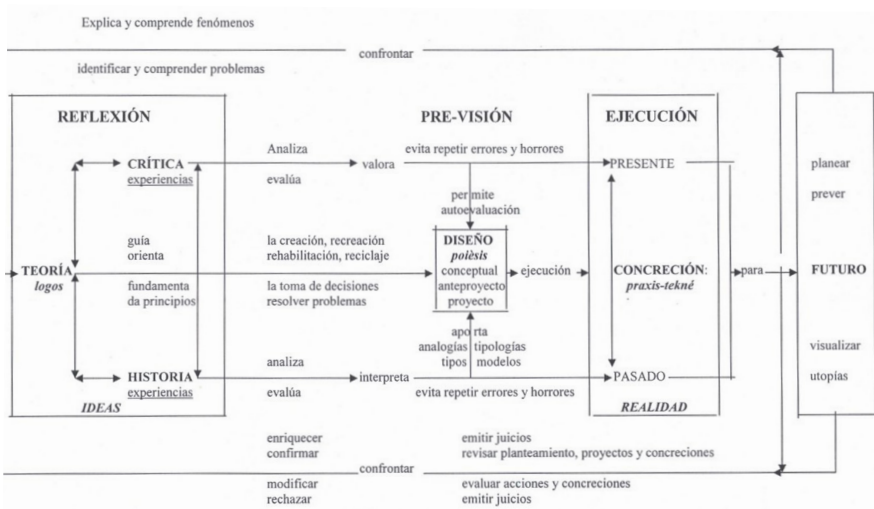 Explica y comprende fenómenos
confrontar
identificar y comprender problemas
REFLEXIÓN
PRE-VISIÓN
EJECUCIÓN
Analiza
evita repetir errores y horrores
CRÍTICA
valora
PRESENTE
planear
experiencias
evalúa
prever
permite
autoevaluación
guía
la creación, recreación
DISEÑO
orienta
rehabilitación, reciclaje
poièsis
conceptual
TEORÍA
ejecución
CONCRECIÓN:
para
FUTURO
logos
fundamenta
la toma de decisiones
anteproyecto
praxis-tekné
da principios
resolver problemas
proyecto
aporta
analogías tipologías
visualizar
analiza
tipos modelos
HISTORIA
interpreta
PASADO
utopías
experiencias
evalúa
evita repetir errores y horrores
IDEAS
REALIDAD
enriquecer
emitir juicios
confirmar
revisar planteamiento, proyectos y concreciones
confrontar
modificar
evaluar acciones y concreciones
rechazar
emitir juicios